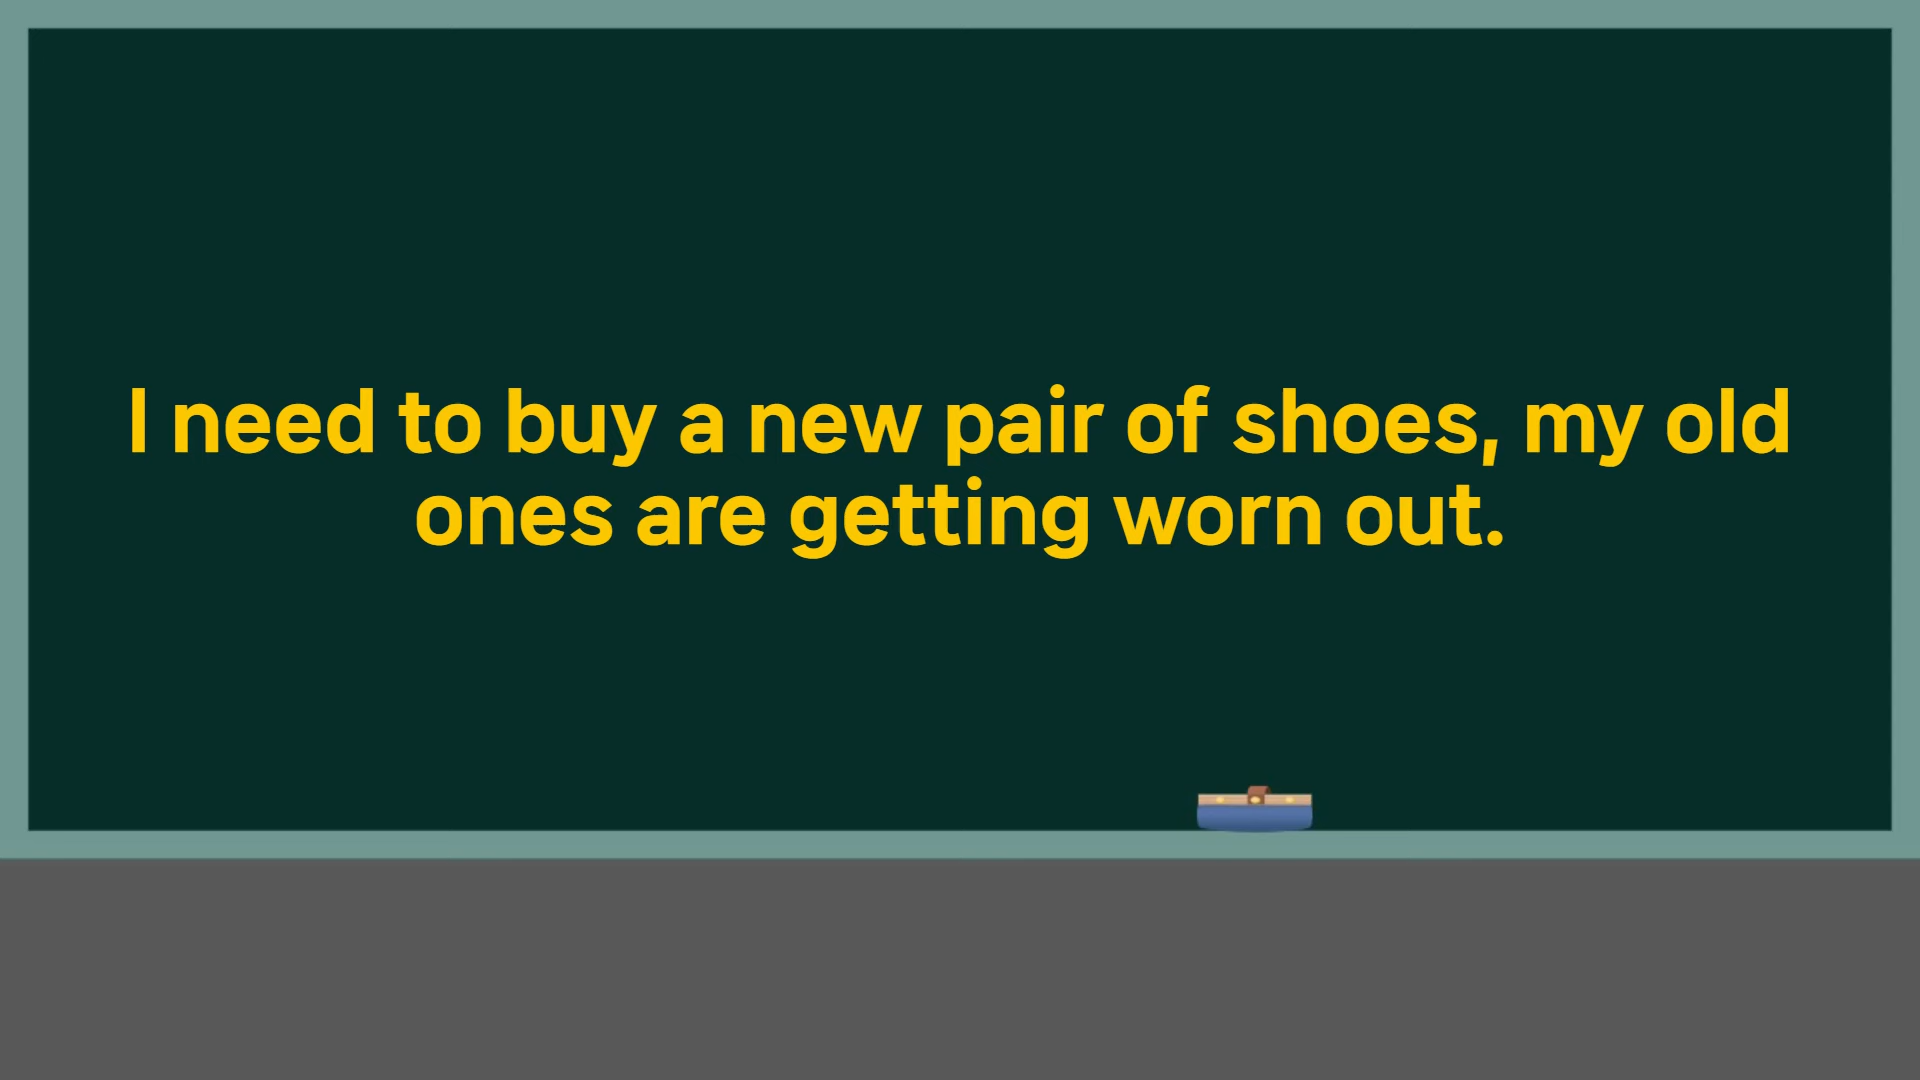 I need to buy a new pair of shoes, my old
ones are getting worn out.